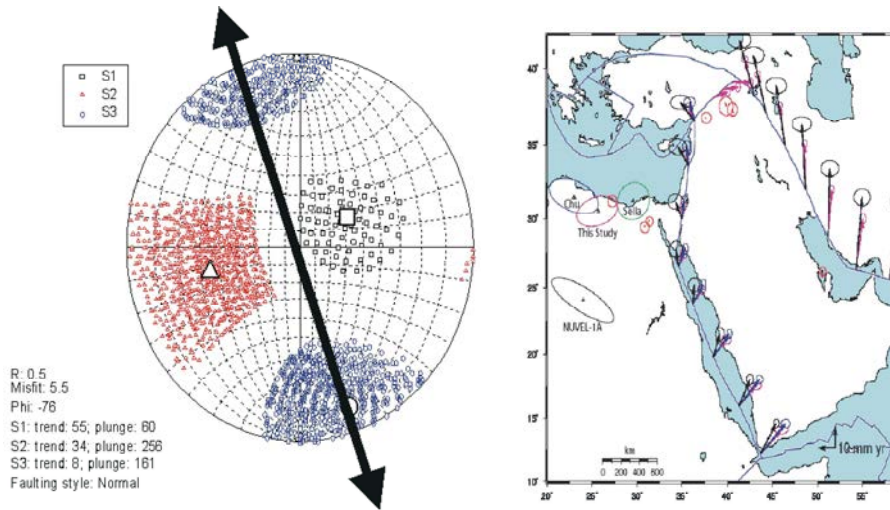 S1
S2
S3
R: 0.5
Misfit: 5.5
Phi: -76
S1: trend: 55; plunge: 60
S2: trend: 34; plunge: 256
S3: trend: 8; plunge: 161
Faulting style: Normal
40˚
35˚
30˚
25˚
20˚
15˚
10˚
20˚ 25˚ 30˚ 35˚ 40˚ 45˚ 50˚ 55˚
Chu
This Study
Sella
NUVEL-1A
km
0 200 400 600
10 mm yr